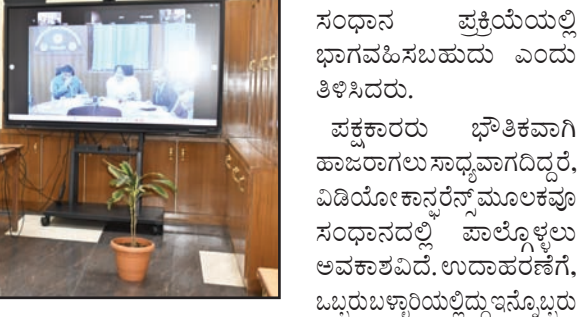 ಸಂಧಾನ ಪ್ರಕ್ರಿಯೆಯಲ್ಲಿ
ಭಾಗವಹಿಸಬಹುದು ಎಂದು
ತಿಳಿಸಿದರು.
ಪಕ್ಷಕಾರರು ಭೌತಿಕವಾಗಿ
ಹಾಜರಾಗಲು ಸಾಧ್ಯವಾಗದಿದ್ದರೆ,
ವಿಡಿಯೋ ಕಾನ್ಫರೆನ್ಸ್ ಮೂಲಕವೂ
ಸಂಧಾನದಲ್ಲಿ ಪಾಲ್ಗೊಳ್ಳಲು
ಅವಕಾಶವಿದೆ. ಉದಾಹರಣೆಗೆ,
ಒಬ್ಬರು ಬಳ್ಳಾರಿಯಲ್ಲಿದ್ದು ಇನ್ನೊಬ್ಬರು